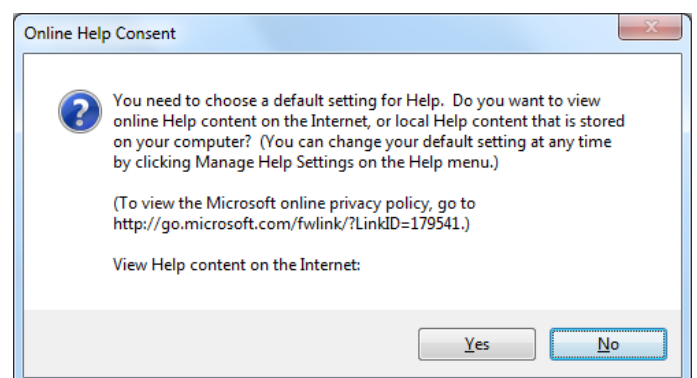 Online Help Consent
You need to choose a default setting for Help.  Do you want to view
online Help content on the Internet, or local Help content that is stored
on your computer?  (You can change your default setting at any time
by clicking Manage Help Settings on the Help menu.)
(To view the Microsoft online privacy policy, go to
http://go.microsoft.com/fwlink/?LinkID=179541.)
View Help content on the Internet:
Yes No